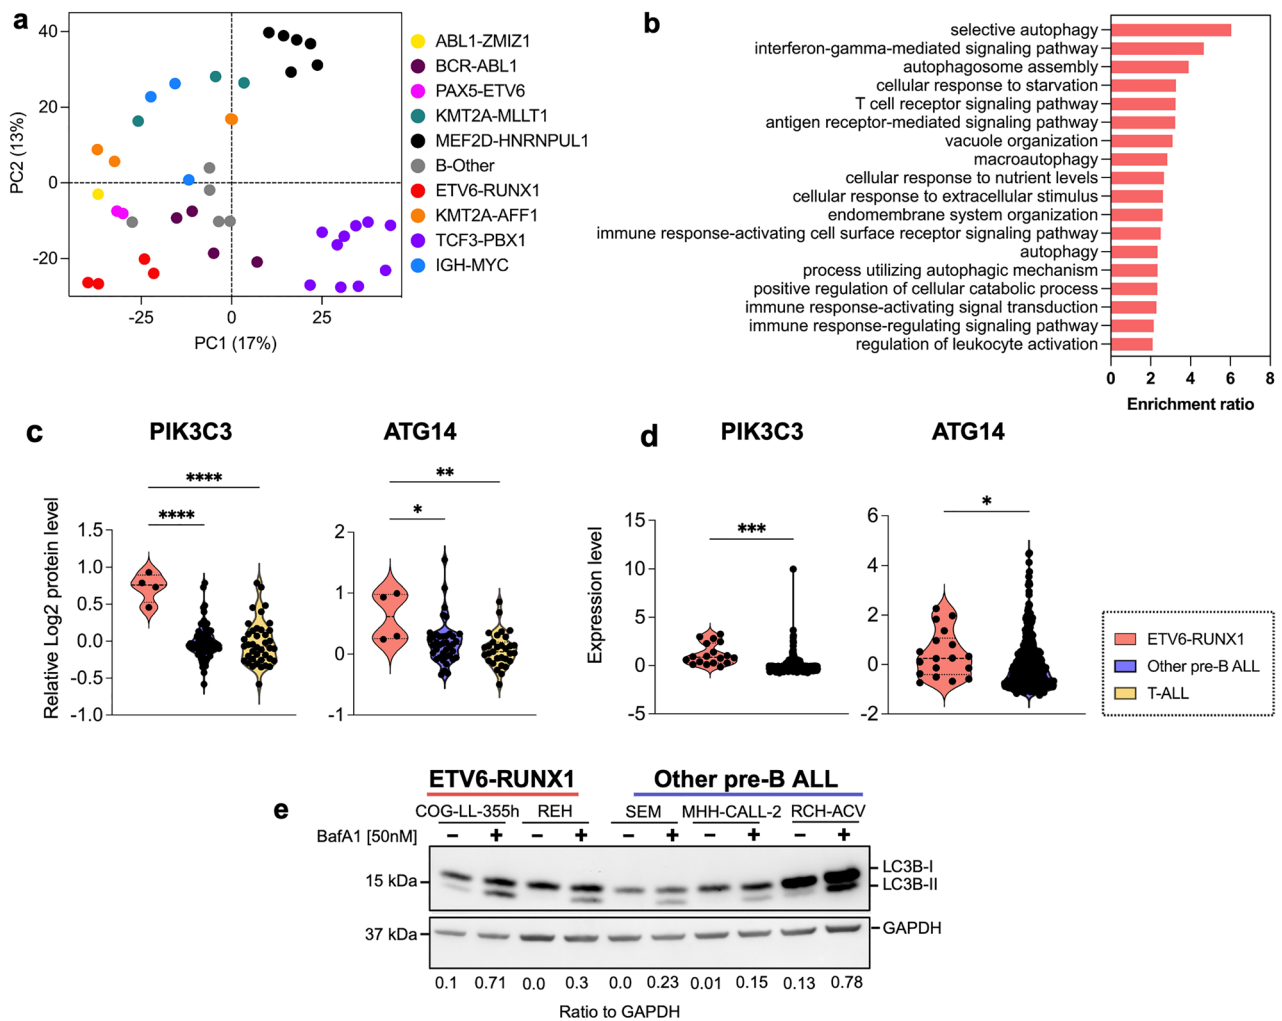 a
40
20
0
-20
-25
0
25
PC2 (13%)
PC1 (17%)
ABL1-ZMIZ1
BCR-ABL1
PAX5-ETV6
KMT2A-MLLT1
MEF2D-HNRNPUL1
B-Other
ETV6-RUNX1
KMT2A-AFF1
TCF3-PBX1
IGH-MYC
b
selective autophagy
interferon-gamma-mediated signaling pathway
autophagosome assembly
cellular response to starvation
T cell receptor signaling pathway
antigen receptor-mediated signaling pathway
vacuole organization
macroautophagy
cellular response to nutrient levels
cellular response to extracellular stimulus
endomembrane system organization
immune response-activating cell surface receptor signaling pathway
autophagy
process utilizing autophagic mechanism
positive regulation of cellular catabolic process
immune response-activating signal transduction
immune response-regulating signaling pathway
regulation of leukocyte activation
0 2 4 6 8
Enrichment ratio
c
PIK3C3
****
****
Relative Log2 protein level
1.5
1.0
0.5
0.0
-0.5
-1.0
ATG14
**
*
2
1
0
-1
d
PIK3C3
***
Expression level
15
10
5
0
-5
ATG14
*
6
4
2
0
-2
ETV6-RUNX1
Other pre-B ALL
T-ALL
e
ETV6-RUNX1 Other pre-B ALL
COG-LL-355h REH SEM MHH-CALL-2 RCH-ACV
BafA1 [50nM] − + − + − + − + − +
15 kDa
LC3B-I
LC3B-II
37 kDa
GAPDH
0.1 0.71 0.0 0.3 0.0 0.23 0.01 0.15 0.13 0.78
Ratio to GAPDH